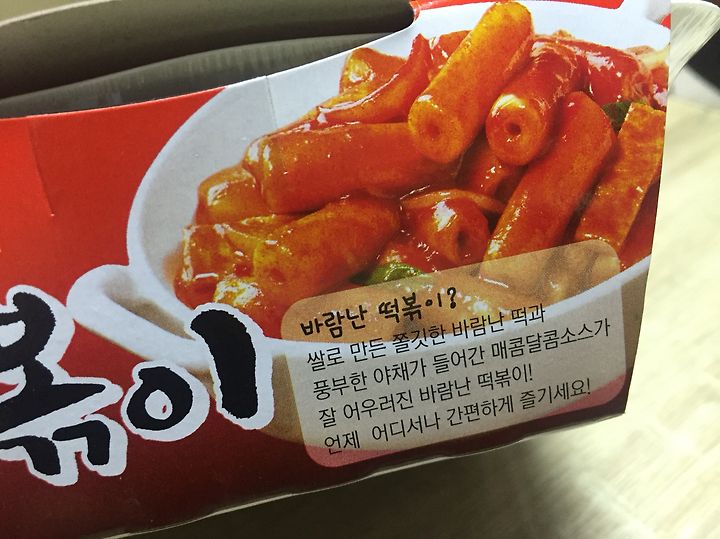 볶이
바람난 떡볶이?
쌀로 만든 쫄깃한 바람난 떡과
풍부한 야채가 들어간 매콤달콤소스가
잘 어우러진 바람난 떡볶이!
언제 어디서나 간편하게 즐기세요!